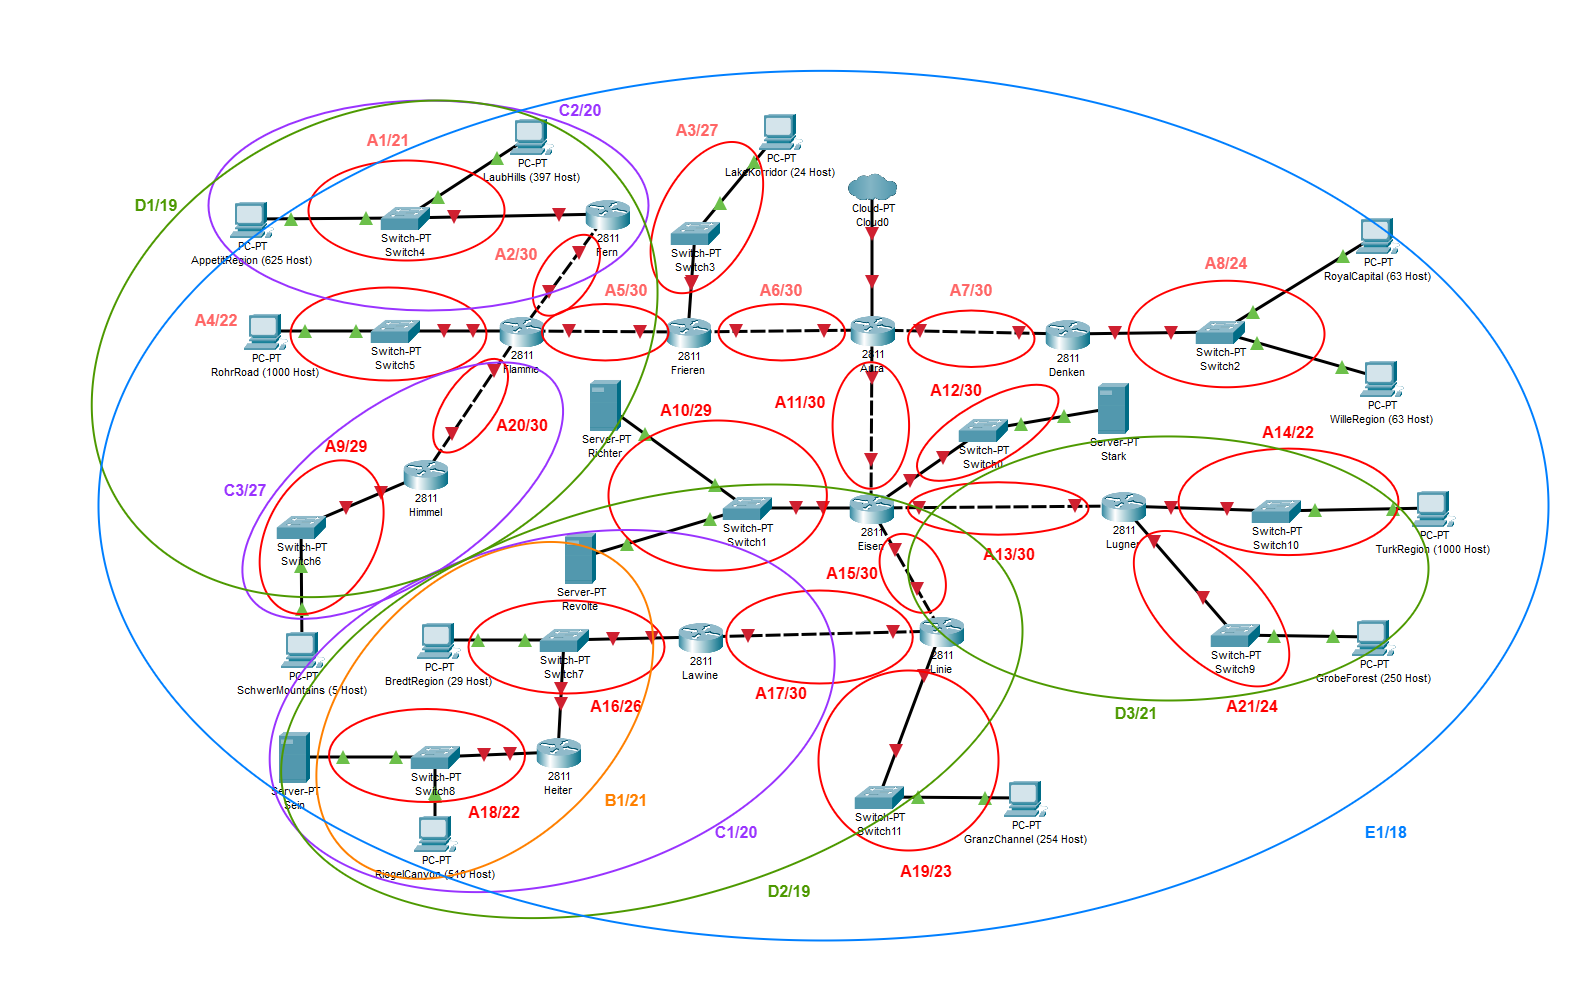 C2/20
A1/21
PC-PT
LaubHills (397 Host)
D1/19
Switch-PT
Switch4
PC-PT
AppetitRegion (625 Host)
2811
Fern
A2/30
A3/27
PC-PT
LakeKorridor (24 Host)
Switch-PT
Switch3
Cloud-PT
Cloud0
A4/22
PC-PT
RohrRoad (1000 Host)
Switch-PT
Switch5
2811
Flamme
A5/30
2811
Frieren
A6/30
2811
Aura
A7/30
2811
Denken
A8/24
PC-PT
RoyalCapital (63 Host)
Switch-PT
Switch2
PC-PT
WilleRegion (63 Host)
A20/30
A9/29
C3/27
2811
Himmel
Switch-PT
Switch6
PC-PT
SchwerMountains (5 Host)
Server-PT
Richter
A10/29
Switch-PT
Switch1
Server-PT
Revolte
A11/30
A12/30
Switch-PT
Switch0
Server-PT
Stark
2811
Eisen
A13/30
A14/22
2811
Lugner
Switch-PT
Switch10
PC-PT
TurkRegion (1000 Host)
A15/30
Switch-PT
Switch9
PC-PT
GrobeForest (250 Host)
A21/24
D3/21
PC-PT
BredtRegion (29 Host)
Switch-PT
Switch7
A16/26
2811
Lawine
A17/30
2811
Linie
Server-PT
Sein
Switch-PT
Switch8
A18/22
2811
Heiter
B1/21
PC-PT
RiegelCanyon (510 Host)
C1/20
D2/19
Switch-PT
Switch11
PC-PT
GranzChannel (254 Host)
A19/23
E1/18